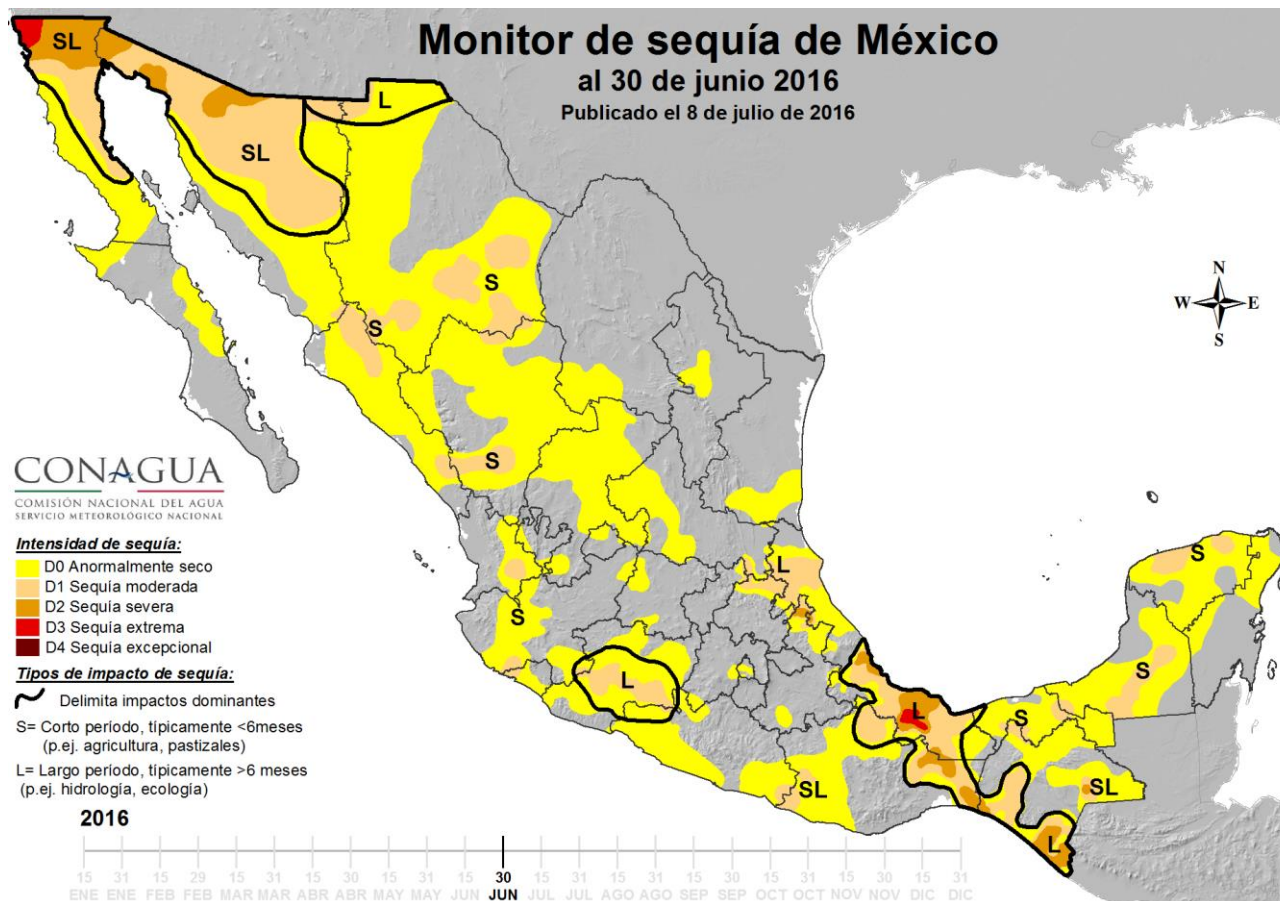 Monitor de sequía de México
al 30 de junio 2016
Publicado el 8 de julio de 2016
SL
L
SL
S
S
S
N
W E
S
CONAGUA
COMISIÓN NACIONAL DEL AGUA
SERVICIO METEOROLÓGICO NACIONAL
Intensidad de sequía:
D0 Anormalmente seco
D1 Sequía moderada
D2 Sequía severa
D3 Sequía extrema
D4 Sequía excepcional
Tipos de impacto de sequía:
Delimita impactos dominantes
S= Corto período, típicamente <6meses
(p.ej. agricultura, pastizales)
L= Largo período, típicamente >6 meses
(p.ej. hidrología, ecología)
L
S
S
S
L
L
S
SL
SL
L
2016
15 31 15 29 15 31 15 30 15 31 15 30 15 31 15 31 15 30 15 31 15 30 15 31
ENE ENE FEB FEB MAR MAR ABR ABR MAY MAY JUN JUN JUL JUL AGO AGO SEP SEP OCT OCT NOV NOV DIC DIC